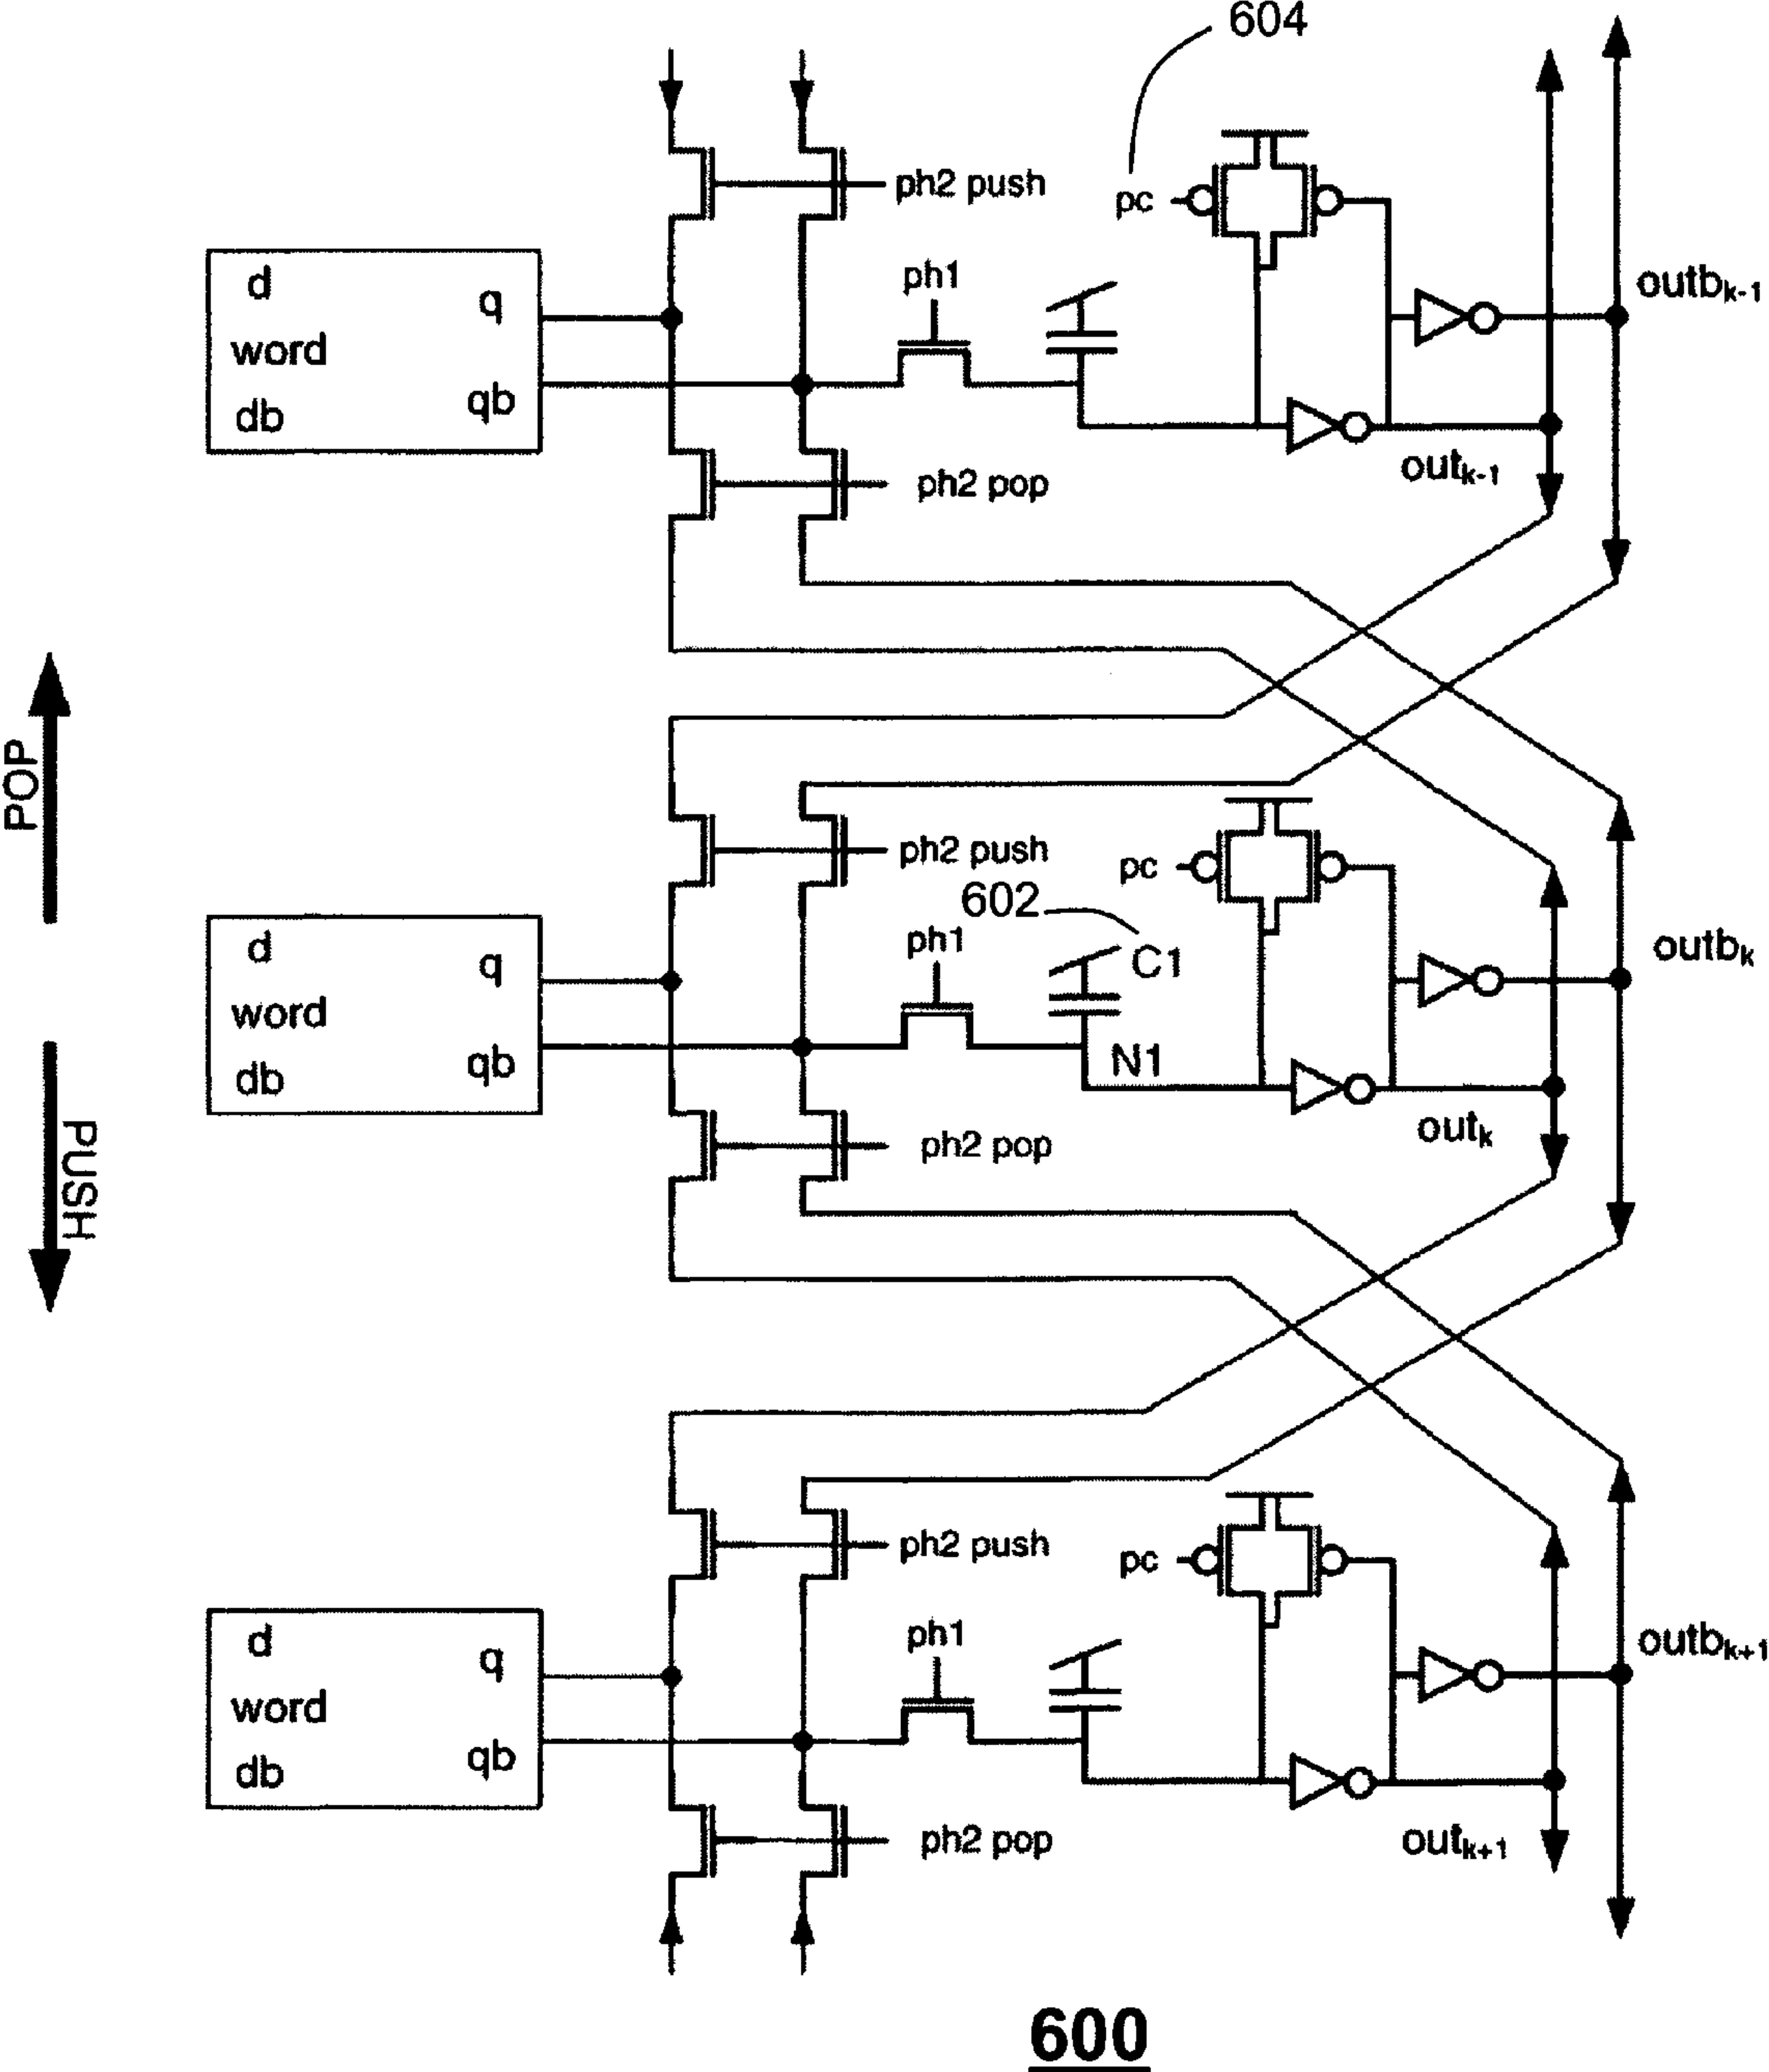 604
ph2 push
pc
ph1
outbk-1
d
q
word
qb
db
outk-1
ph2 pop
POP
ph2 push
pc
602
ph1
C1
outbk
d
q
word
N1
qb
db
outk
ph2 pop
PUSH
ph2 push
pc
ph1
outbk+1
d
q
word
qb
db
outk+1
ph2 pop
600